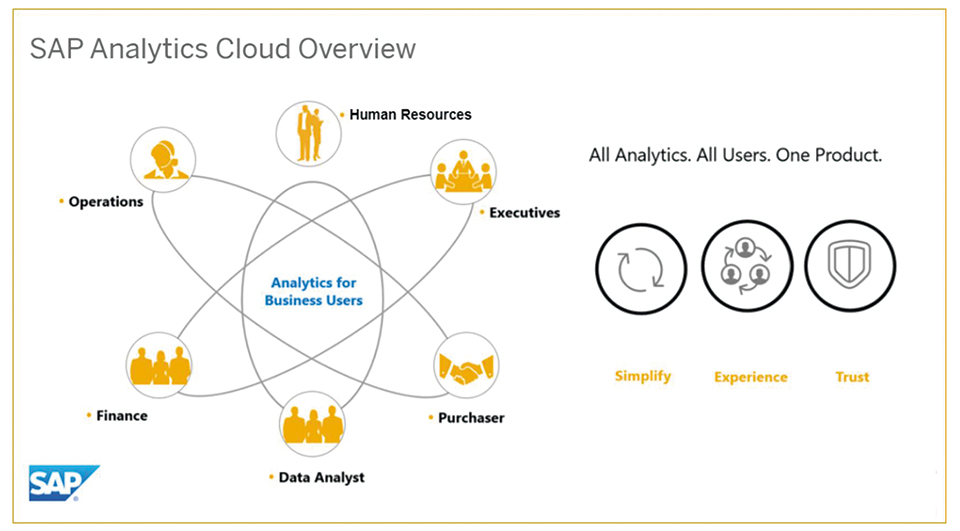 SAP Analytics Cloud Overview
• Human Resources
• Operations
• Executives
Analytics for
Business Users
• Finance
• Purchaser
• Data Analyst
All Analytics. All Users. One Product.
Simplify
Experience
Trust
SAP®